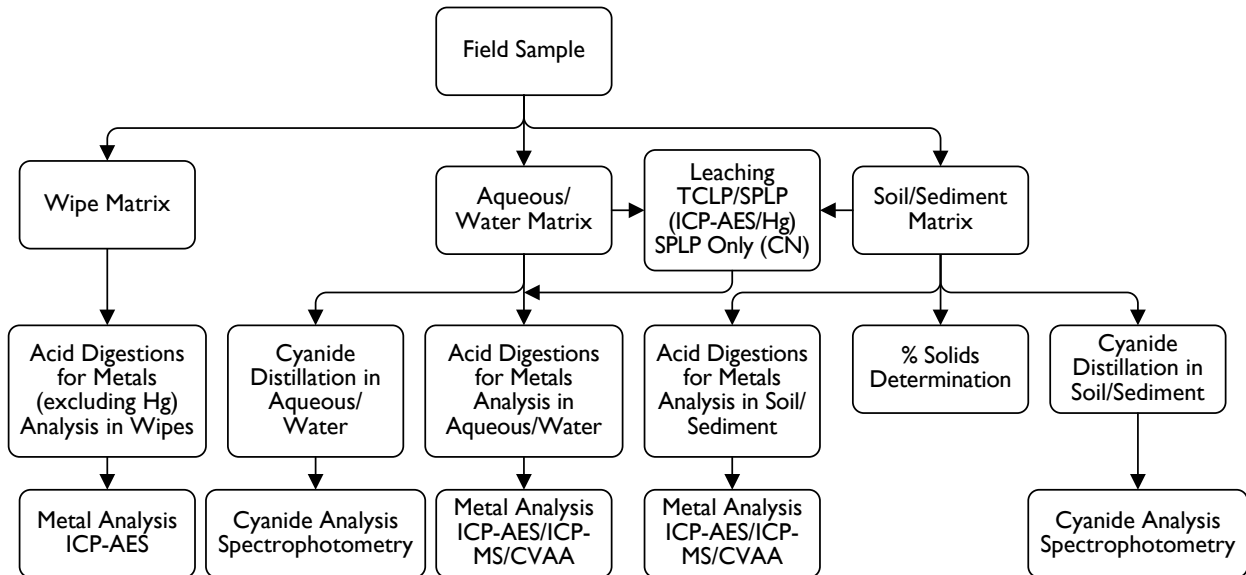 Field Sample
Wipe Matrix
Aqueous/
Water Matrix
Leaching
TCLP/SPLP
(ICP-AES/Hg)
SPLP Only (CN)
Soil/Sediment
Matrix
Acid Digestions
for Metals
(excluding Hg)
Analysis in Wipes
Cyanide
Distillation in
Aqueous/
Water
Acid Digestions
for Metals
Analysis in
Aqueous/Water
Acid Digestions
for Metals
Analysis in Soil/
Sediment
% Solids
Determination
Cyanide
Distillation in
Soil/Sediment
Metal Analysis
ICP-AES
Cyanide Analysis
Spectrophotometry
Metal Analysis
ICP-AES/ICP-
MS/CVAA
Metal Analysis
ICP-AES/ICP-
MS/CVAA
Cyanide Analysis
Spectrophotometry